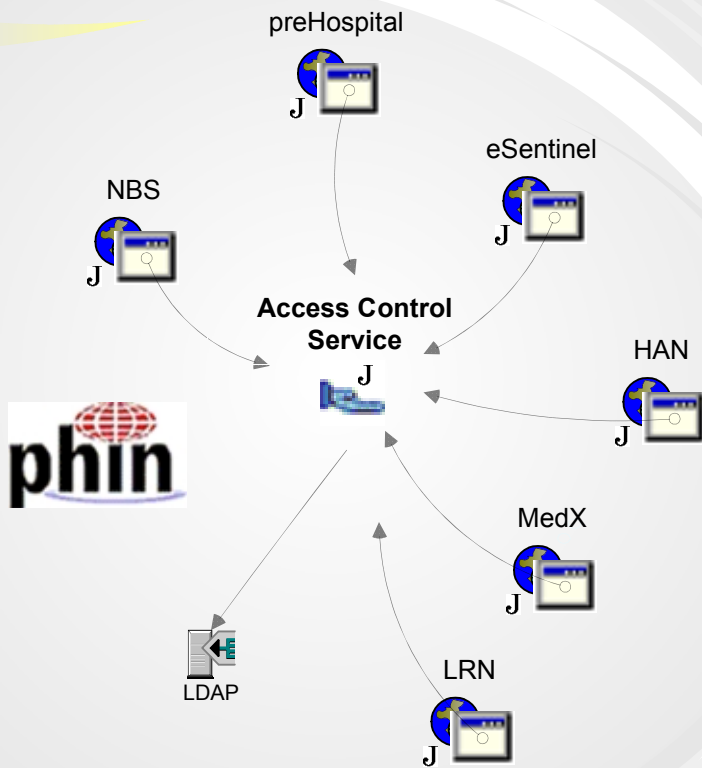 preHospital
J
eSentinel
J
NBS
J
Access Control
Service
J
HAN
J
phin
MedX
J
LDAP
LRN
J